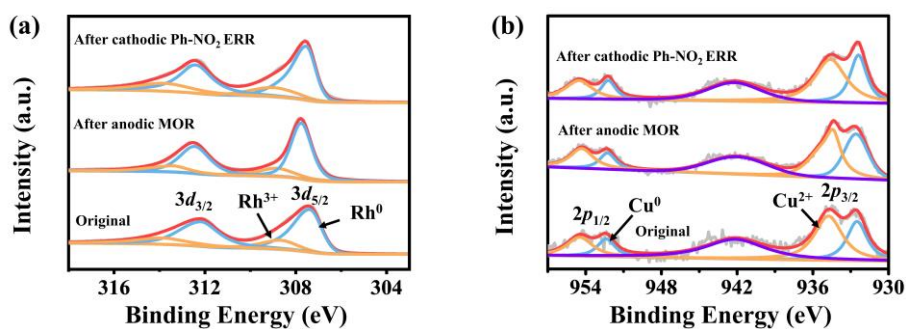 (a)
After cathodic Ph-NO₂ ERR
After anodic MOR
3d₃/₂
Rh³⁺
3d₅/₂
Rh⁰
Original
Intensity (a.u.)
316 312 308 304
Binding Energy (eV)
(b)
After cathodic Ph-NO₂ ERR
After anodic MOR
2p₁/₂
Cu⁰
Cu²⁺
2p₃/₂
Original
Intensity (a.u.)
954 948 942 936 930
Binding Energy (eV)